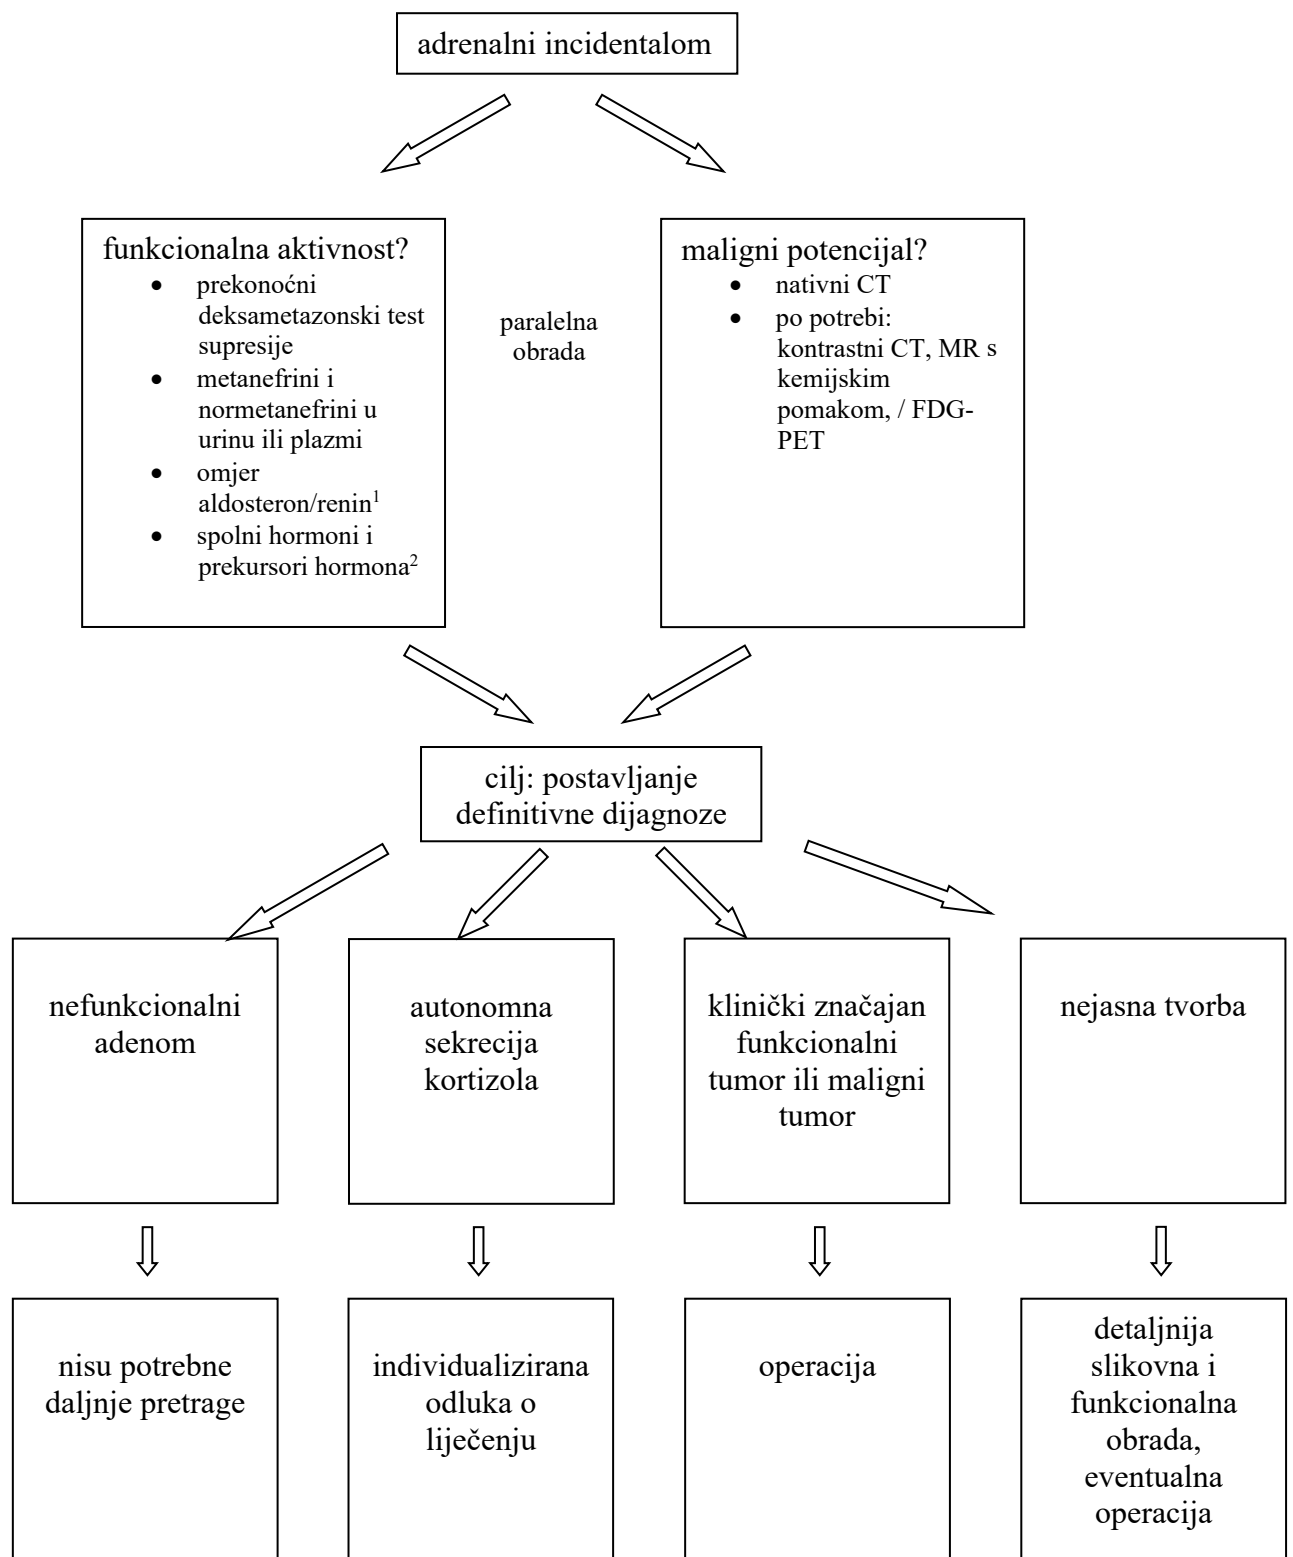 adrenalni incidentalom
funkcionalna aktivnost?
• prekonoćni
deksametazonski test
supresije
• metanefrini i
normetanefrini u
urinu ili plazmi
• omjer
aldosteron/renin¹
• spolni hormoni i
prekursori hormona²
paralelna
obrada
maligni potencijal?
• nativni CT
• po potrebi:
kontrastni CT, MR s
kemijskim
pomakom, / FDG-
PET
cilj: postavljanje
definitivne dijagnoze
nefunkcionalni
adenom
autonomna
sekrecija
kortizola
klinički značajan
funkcionalni
tumor ili maligni
tumor
nejasna tvorba
nisu potrebne
daljnje pretrage
individualizirana
odluka o
liječenju
operacija
detaljnija
slikovna i
funkcionalna
obrada,
eventualna
operacija